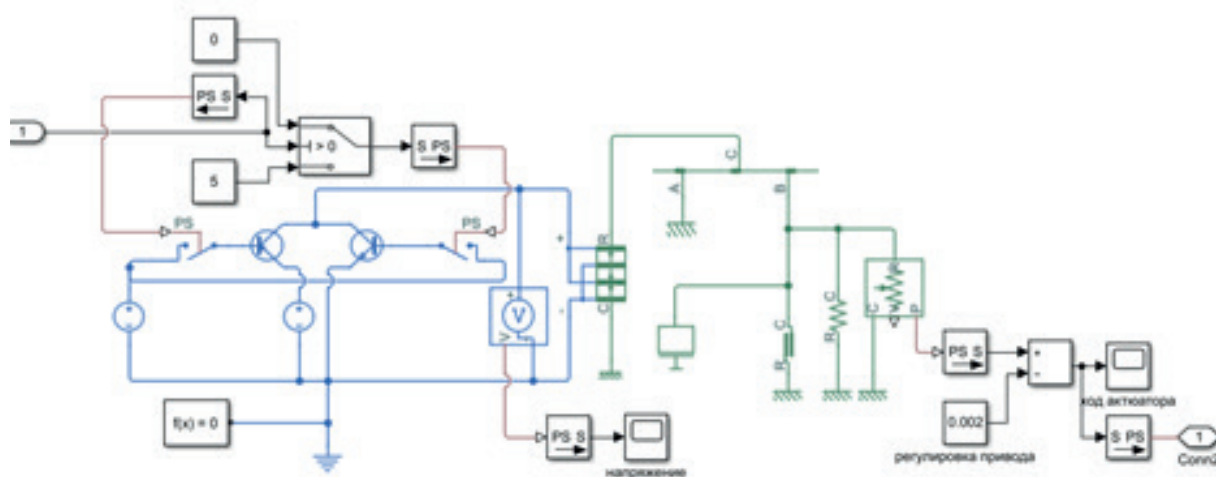 0
PS S
1
> 0
S PS
5
PS
PS
C
A
B
+
R
-
C
V
+
-
V
C
R
C
R
R
C
P
PS S
+
-
ход актюатора
f(x) = 0
PS S
напряжение
0.002
регулировка привода
S PS
1
Conn2